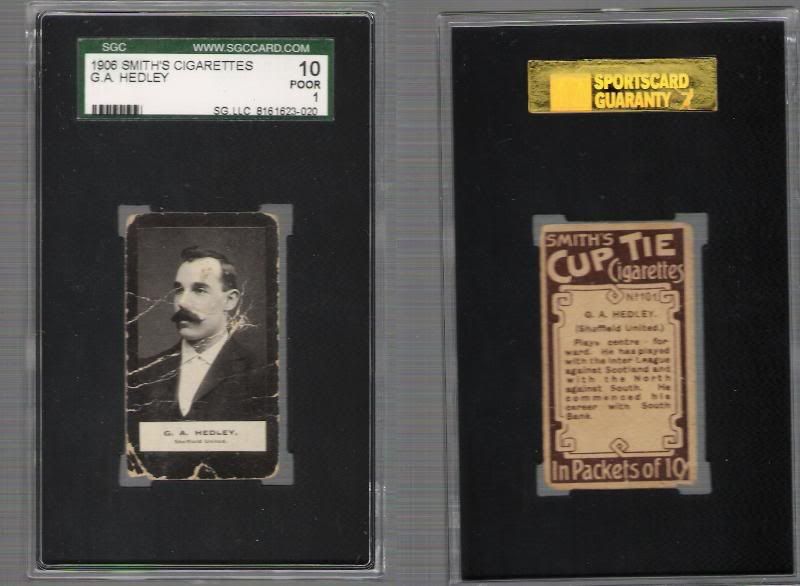 SGC WWW.SGCCARD.COM
1906 SMITH'S CIGARETTES 10
G.A. HEDLEY POOR
1
SG LLC 8161623-020
G. A. HEDLEY.
Sheffield United.
SPORTSCARD
GUARANTY
SMITH'S
CUP TIE
Cigarettes
No 101
G. A. HEDLEY.
(Sheffield United.)
Plays centre - for-
ward. He has played
with the Inter League
against Scotland and
with the North
against South. He
commenced his
career with South
Bank.
In Packets of 10